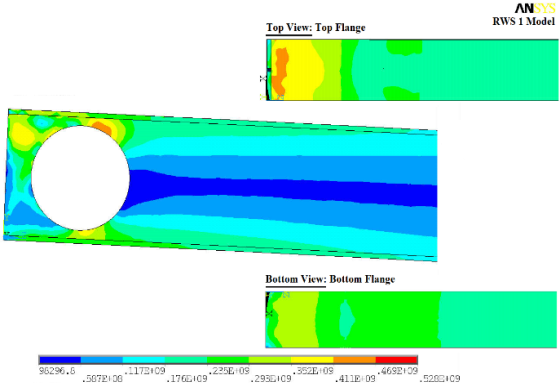 ANSYS
RWS 1 Model
Top View: Top Flange
Bottom View: Bottom Flange
96296.6 .117E+09 .235E+09 .352E+09 .469E+09
.587E+08 .176E+09 .293E+09 .411E+09 .528E+09